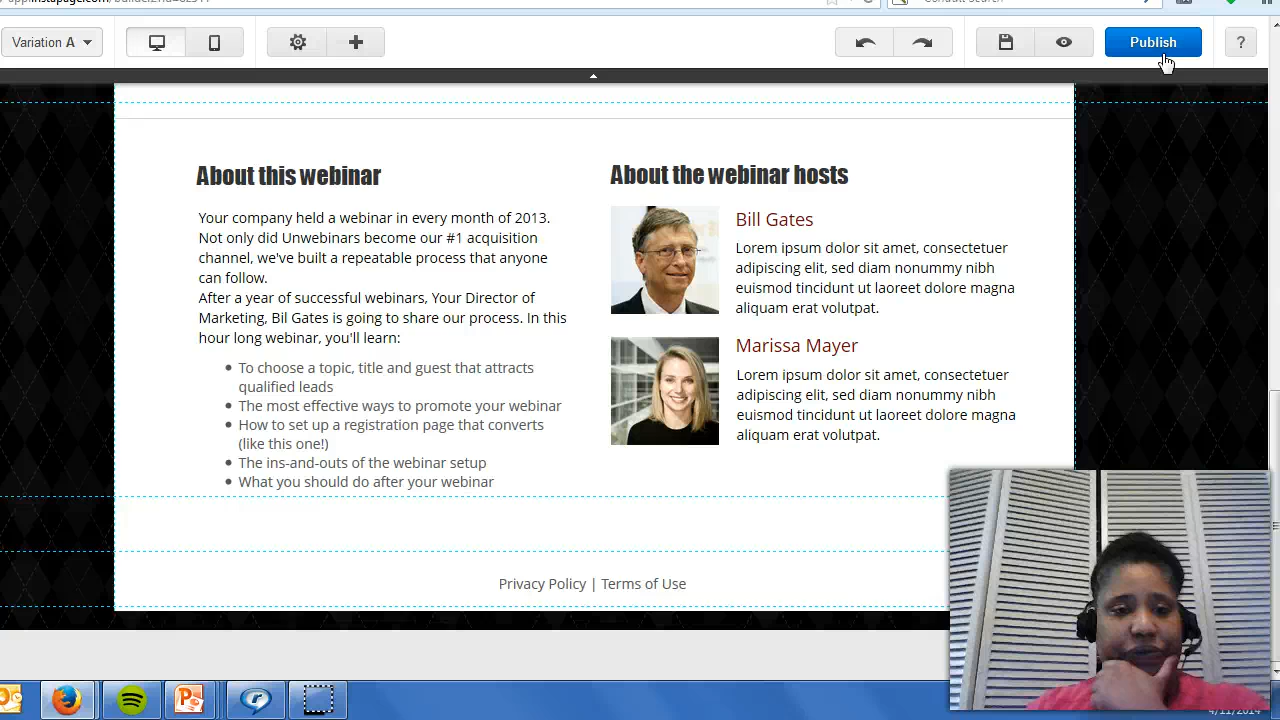 Variation A
Publish
?
About this webinar
Your company held a webinar in every month of 2013.
Not only did Unwebinars become our #1 acquisition
channel, we've built a repeatable process that anyone
can follow.
After a year of successful webinars, Your Director of
Marketing. Bil Gates is going to share our process. In this
hour long webinar, you'll learn:
To choose a topic, title and guest that attracts
qualified leads
The most effective ways to promote your webinar
How to set up a registration page that converts
(like this one!)
The ins-and-outs of the webinar setup
What you should do after your webinar
About the webinar hosts
Bill Gates
Lorem ipsum dolor sit amet, consectetuer
adipiscing elit, sed diam nonummy nibh
euismod tincidunt ut laoreet dolore magna
aliquam erat volutpat.
Marissa Mayer
Lorem ipsum dolor sit amet, consectetuer
adipiscing elit, sed diam nonummy nibh
euismod tincidunt ut laoreet dolore magna
aliquam erat volutpat.
Privacy Policy | Terms of Use
4/11/2014